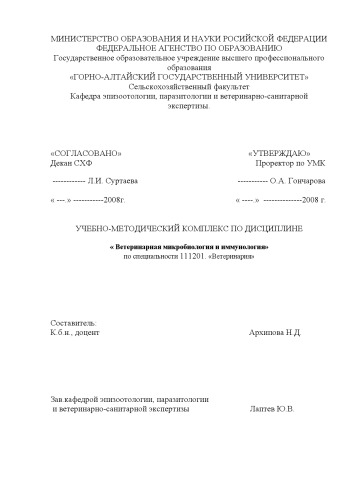 МИНИСТЕРСТВО ОБРАЗОВАНИЯ И НАУКИ РОСИЙСКОЙ ФЕДЕРАЦИИ
ФЕДЕРАЛЬНОЕ АГЕНСТВО ПО ОБРАЗОВАНИЮ
Государственное образовательное учреждение высшего профессионального
образования
«ГОРНО-АЛТАЙСКИЙ ГОСУДАРСТВЕННЫЙ УНИВЕРСИТЕТ»
Сельскохозяйственный факультет
Кафедра эпизоотологии, паразитологии и ветеринарно-санитарной
экспертизы
«СОГЛАСОВАНО» «УТВЕРЖДАЮ»
Декан СХФ Проректор по УМК
------------ Л.И. Суртаева ----------- О.А. Гончарова
« ---.» -----------2008г. « ----.» --------------2008 г.
УЧЕБНО-МЕТОДИЧЕСКИЙ КОМПЛЕКС ПО ДИСЦИПЛИНЕ
« Ветеринарная микробиология и иммунология»
по специальности 111201. «Ветеринария»
Составитель:
К.б.н., доцент Архипова Н.Д.
Зав.кафедрой эпизоотологии, паразитологии
и ветеринарно-санитарной экспертизы Лаптев Ю.В.